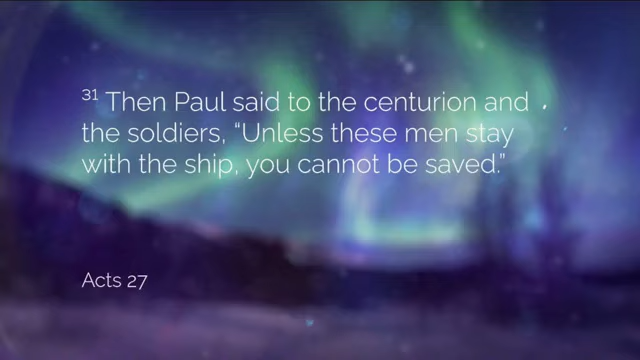 31 Then Paul said to the centurion and
the soldiers, “Unless these men stay
with the ship, you cannot be saved.”
Acts 27